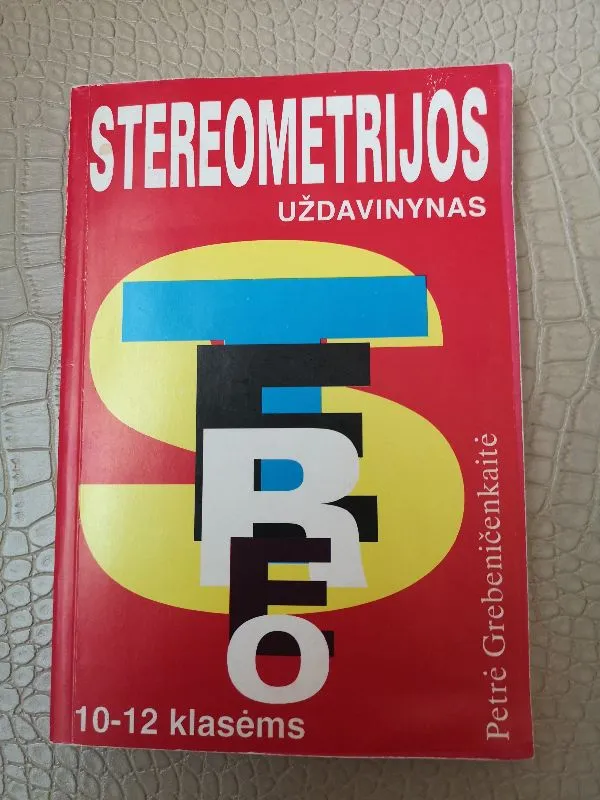 STEREOMETRIJOS
UŽDAVINYNAS
STEREO
10-12 klasėms
Petrė Grebeničenkaitė